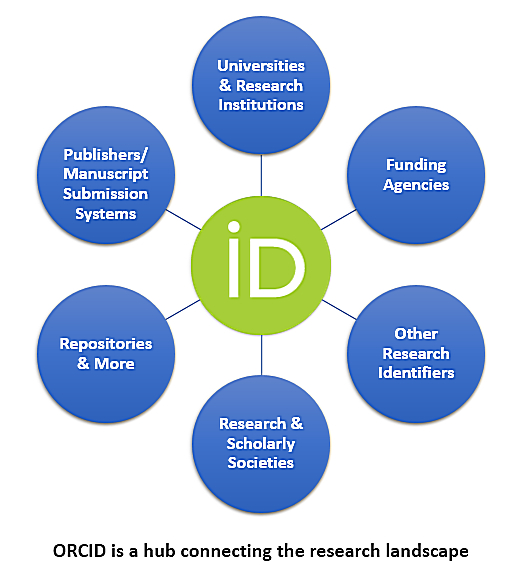 Universities
& Research
Institutions
Publishers/
Manuscript
Submission
Systems
Funding
Agencies
iD
Repositories
& More
Other
Research
Identifiers
Research &
Scholarly
Societies
ORCID is a hub connecting the research landscape